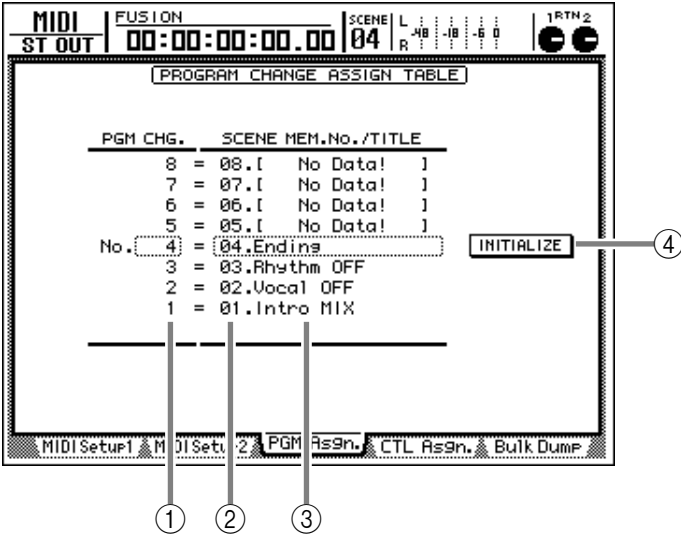 MIDI FUSION SCENE L -48 -18 -6 0 1 RTN 2
ST OUT 00:00:00:00.00 04 R
PROGRAM CHANGE ASSIGN TABLE
PGM CHG. SCENE MEM.No./TITLE
8 = 08.[ No Data! ]
7 = 07.[ No Data! ]
6 = 06.[ No Data! ]
5 = 05.[ No Data! ]
No. 4 = 04.Ending INITIALIZE ④
3 = 03.Rhythm OFF
2 = 02.Vocal OFF
1 = 01.Intro MIX
MIDI Setup1 MIDI Setup2 PGM Asgn. CTL Asgn. Bulk Dump
① ② ③